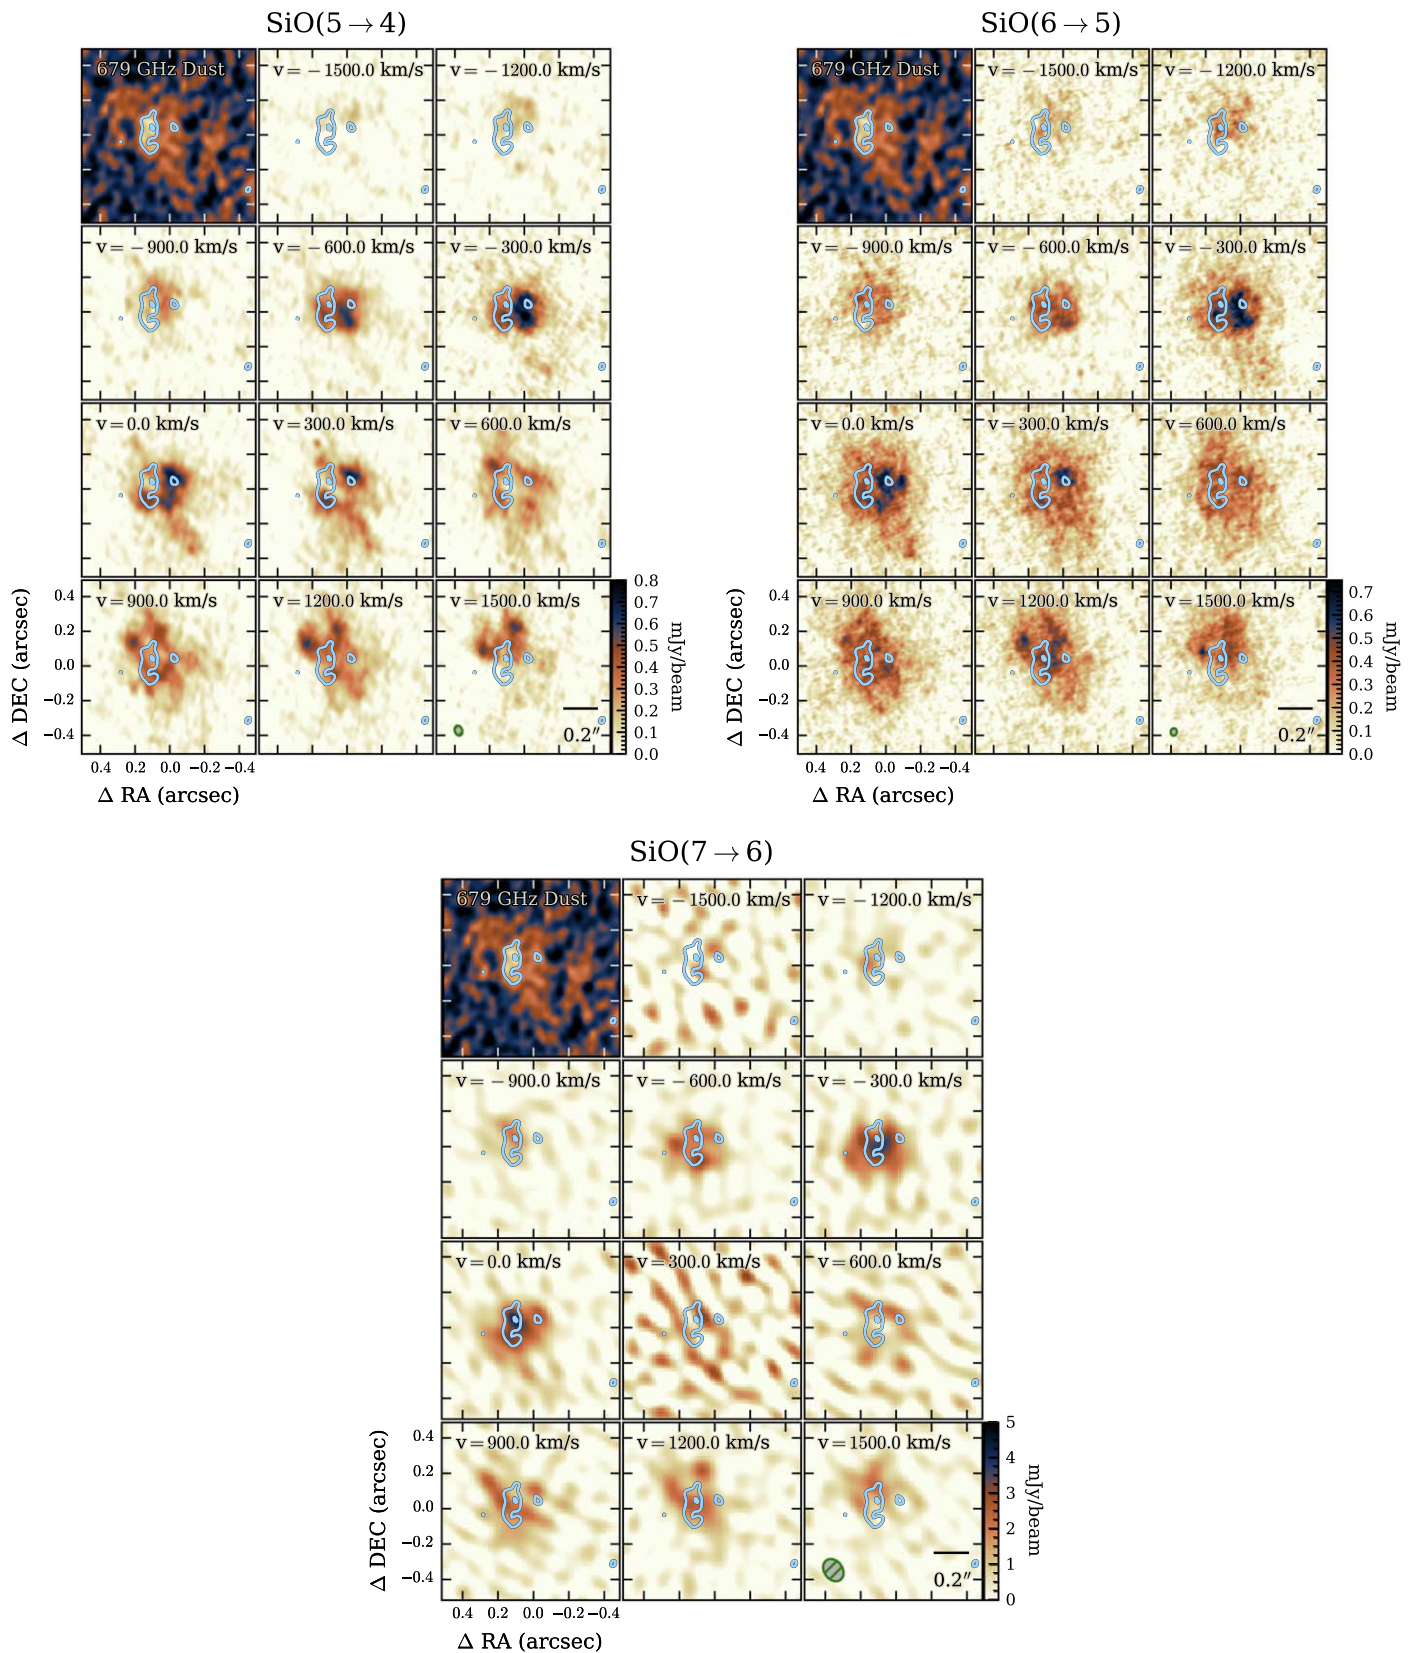 SiO(5→4)
679 GHz Dust
v=−1500.0 km/s
v=−1200.0 km/s
v=−900.0 km/s
v=−600.0 km/s
v=−300.0 km/s
v=0.0 km/s
v=300.0 km/s
v=600.0 km/s
v=900.0 km/s
v=1200.0 km/s
v=1500.0 km/s
0.2″
0.4
0.2
0.0
−0.2
−0.4
Δ DEC (arcsec)
0.4 0.2 0.0 −0.2 −0.4
Δ RA (arcsec)
0.8
0.7
0.6
0.5
0.4
0.3
0.2
0.1
0.0
mJy/beam
SiO(6→5)
679 GHz Dust
v=−1500.0 km/s
v=−1200.0 km/s
v=−900.0 km/s
v=−600.0 km/s
v=−300.0 km/s
v=0.0 km/s
v=300.0 km/s
v=600.0 km/s
v=900.0 km/s
v=1200.0 km/s
v=1500.0 km/s
0.2″
0.4
0.2
0.0
−0.2
−0.4
Δ DEC (arcsec)
0.4 0.2 0.0 −0.2 −0.4
Δ RA (arcsec)
0.7
0.6
0.5
0.4
0.3
0.2
0.1
0.0
mJy/beam
SiO(7→6)
679 GHz Dust
v=−1500.0 km/s
v=−1200.0 km/s
v=−900.0 km/s
v=−600.0 km/s
v=−300.0 km/s
v=0.0 km/s
v=300.0 km/s
v=600.0 km/s
v=900.0 km/s
v=1200.0 km/s
v=1500.0 km/s
0.2″
0.4
0.2
0.0
−0.2
−0.4
Δ DEC (arcsec)
0.4 0.2 0.0 −0.2 −0.4
Δ RA (arcsec)
5
4
3
2
1
0
mJy/beam